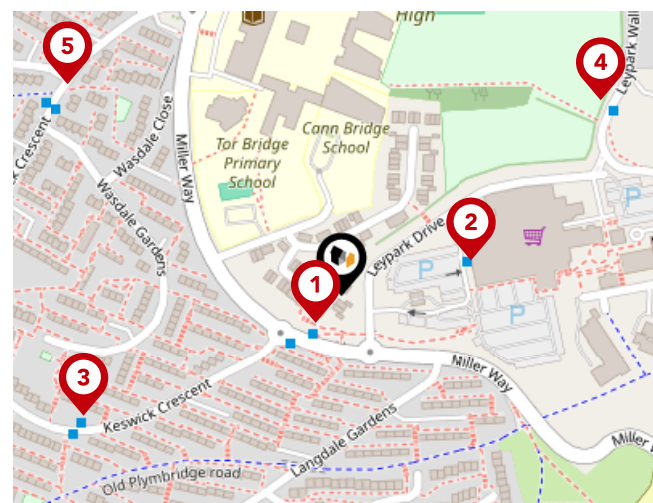 High
5
4
Leypark Walk
Wasdale Close
Miller Way
Cann Bridge
School
Tor Bridge
Primary
School
Crescent
Wasdale Gardens
P
2
Leypark Drive
P
1
P
3
Keswick Crescent
Miller Way
Langdale Gardens
Miller
Old Plymbridge road